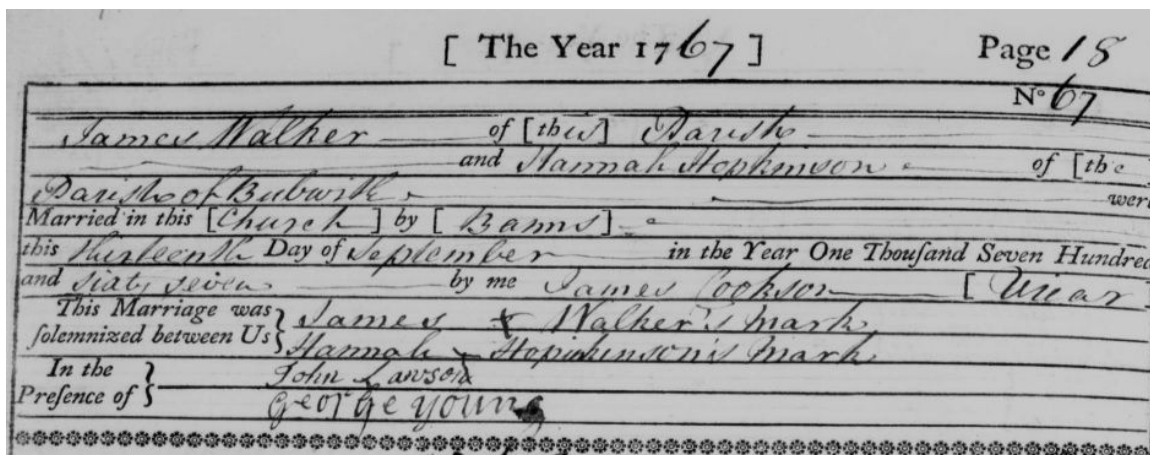 [ The Year 1767 ] Page 18
N° 67
James Walker of [this] Parish
and Hannah Hopkinson of [the
Parish of Bubwith were
Married in this [Church] by [Banns]
this thirteenth Day of September in the Year One Thouſand Seven Hundred
and sixty seven by me James Cookson [Vicar]
This Marriage was ſolemnized between Us } James x Walker's mark
Hannah x Hopinkinson's Mark
In the Preſence of } John Lawson
George Young